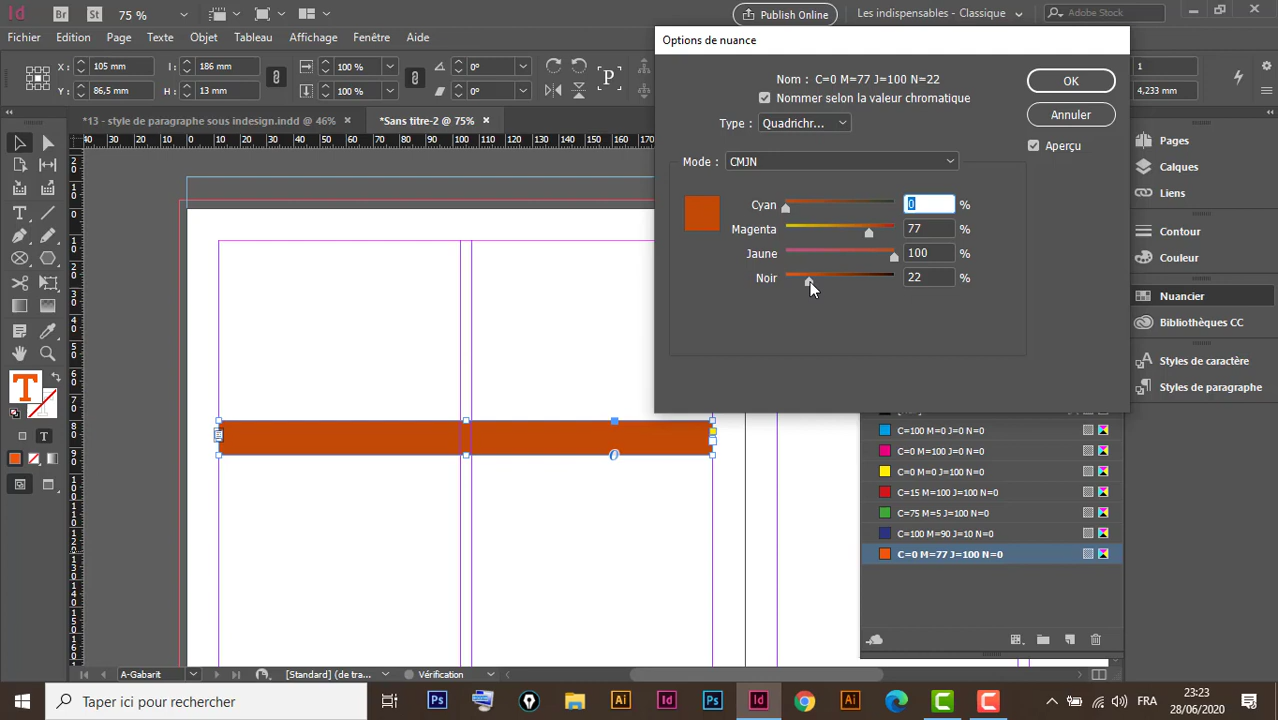 Id
Br
St
75 %
Publish Online
Les indispensables - Classique
Adobe Stock
Fichier
Edition
Page
Texte
Objet
Tableau
Affichage
Fenêtre
Aide
X :
105 mm
Y :
86,5 mm
I :
186 mm
H :
13 mm
100 %
100 %
0°
0°
P
1
4,233 mm
*13 - style de paragraphe sous indesign.indd @ 46%
*Sans titre-2 @ 75%
Options de nuance
Nom : C=0 M=77 J=100 N=22
Nommer selon la valeur chromatique
Type :
Quadrichr...
Mode :
CMJN
Cyan
0
%
Magenta
77
%
Jaune
100
%
Noir
22
%
OK
Annuler
Aperçu
Pages
Calques
Liens
Contour
Couleur
Nuancier
Bibliothèques CC
Styles de caractère
Styles de paragraphe
C=100 M=0 J=0 N=0
C=0 M=100 J=0 N=0
C=0 M=0 J=100 N=0
C=15 M=100 J=100 N=0
C=75 M=5 J=100 N=0
C=100 M=90 J=10 N=0
C=0 M=77 J=100 N=0
A-Gabarit
[Standard] (de tra...
Vérification
Taper ici pour rechercher
FRA
23:23
28/06/2020